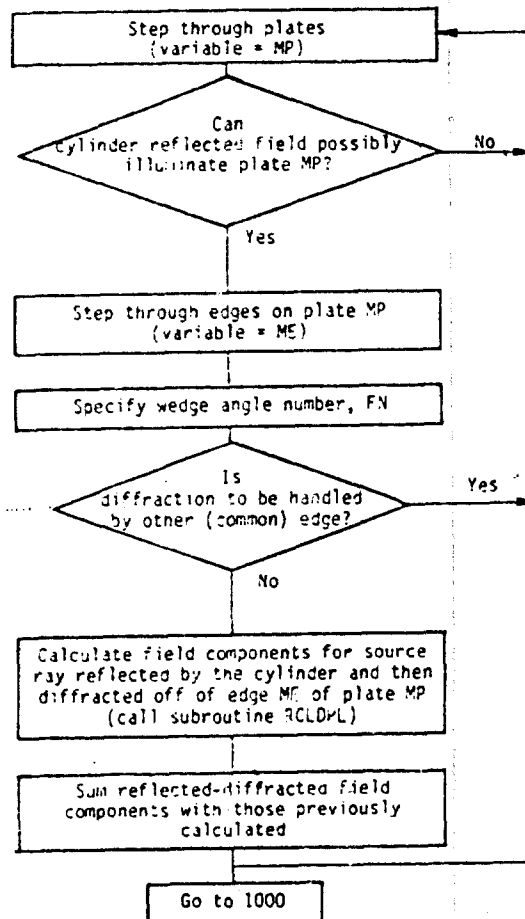 Step through plates
(variable = MP)
Can
cylinder reflected field possibly
illuminate plate MP?
No
Yes
Step through edges on plate MP
(variable = ME)
Specify wedge angle number, FN
Is
diffraction to be handled
by other (common) edge?
Yes
No
Calculate field components for source
ray reflected by the cylinder and then
diffracted off of edge ME of plate MP
(call subroutine RCLDPL)
Sum reflected-diffracted field
components with those previously
calculated
Go to 1000